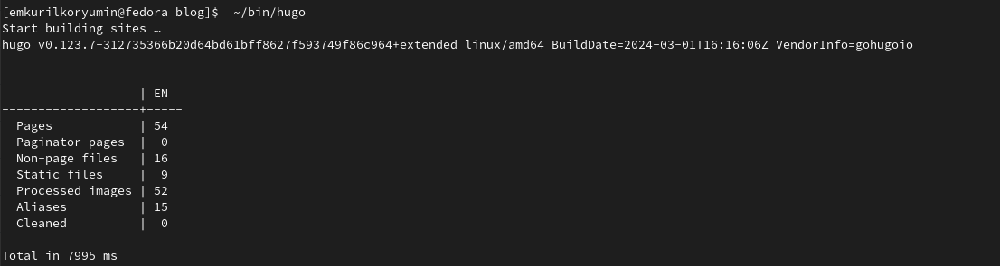 [emkurilkoryumin@fedora blog]$  ~/bin/hugo
Start building sites …
hugo v0.123.7-312735366b20d64bd61bff8627f593749f86c964+extended linux/amd64 BuildDate=2024-03-01T16:16:06Z VendorInfo=gohugoio
                   | EN
-------------------+-----
  Pages            | 54
  Paginator pages  |  0
  Non-page files   | 16
  Static files     |  9
  Processed images | 52
  Aliases          | 15
  Cleaned          |  0
Total in 7995 ms